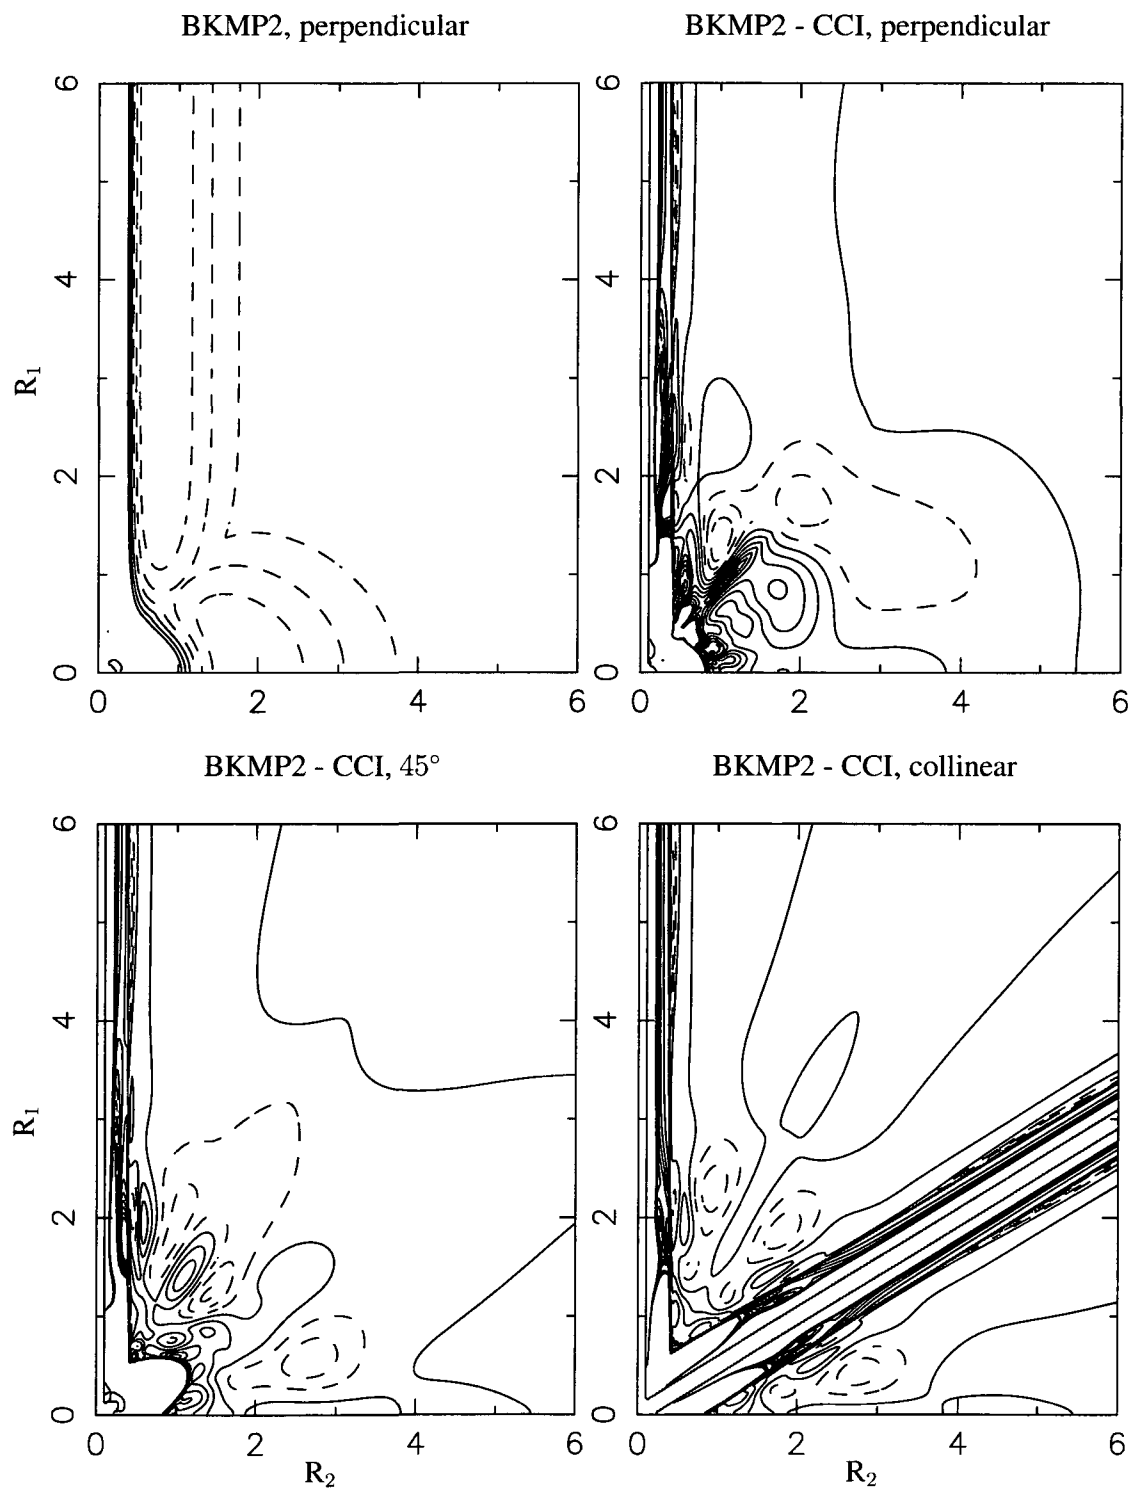 BKMP2, perpendicular
BKMP2 - CCI, perpendicular
6
4
R₁
2
0
0 2 4 6
6
4
2
0
0 2 4 6
BKMP2 - CCI, 45°
BKMP2 - CCI, collinear
6
4
R₁
2
0
0 2 4 6
R₂
6
4
2
0
0 2 4 6
R₂